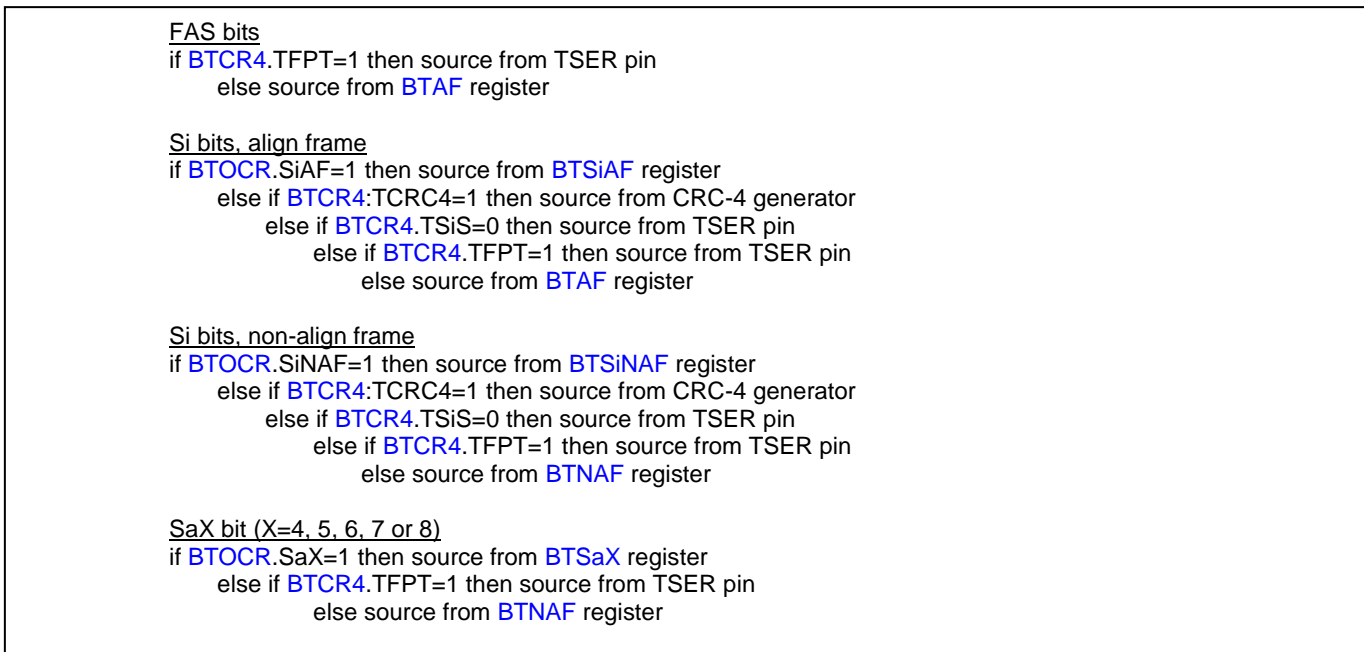 FAS bits
if BTCR4.TFPT=1 then source from TSER pin
else source from BTAF register
Si bits, align frame
if BTOCR.SiAF=1 then source from BTSiAF register
else if BTCR4:TCRC4=1 then source from CRC-4 generator
else if BTCR4.TSiS=0 then source from TSER pin
else if BTCR4.TFPT=1 then source from TSER pin
else source from BTAF register
Si bits, non-align frame
if BTOCR.SiNAF=1 then source from BTSiNAF register
else if BTCR4:TCRC4=1 then source from CRC-4 generator
else if BTCR4.TSiS=0 then source from TSER pin
else if BTCR4.TFPT=1 then source from TSER pin
else source from BTNAF register
SaX bit (X=4, 5, 6, 7 or 8)
if BTOCR.SaX=1 then source from BTSaX register
else if BTCR4.TFPT=1 then source from TSER pin
else source from BTNAF register